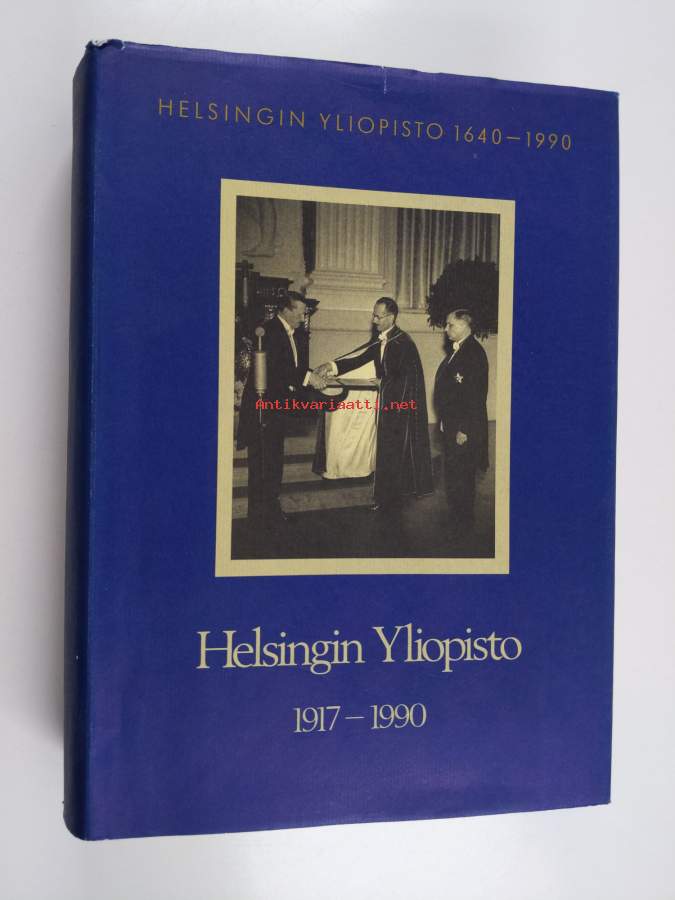 HELSINGIN YLIOPISTO 1640–1990
Antikvariaatti.net
Helsingin Yliopisto
1917–1990